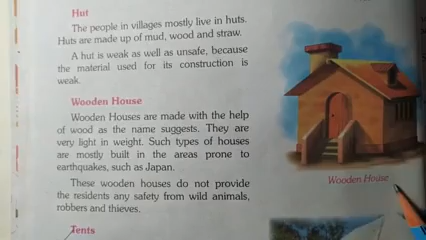 Hut
The people in villages mostly live in huts.
Huts are made up of mud, wood and straw.
A hut is weak as well as unsafe, because
the material used for its construction is
weak.
Wooden House
Wooden Houses are made with the help
of wood as the name suggests. They are
very light in weight. Such types of houses
are mostly built in the areas prone to
earthquakes, such as Japan.
These wooden houses do not provide
the residents any safety from wild animals,
robbers and thieves.
Wooden House
Tents